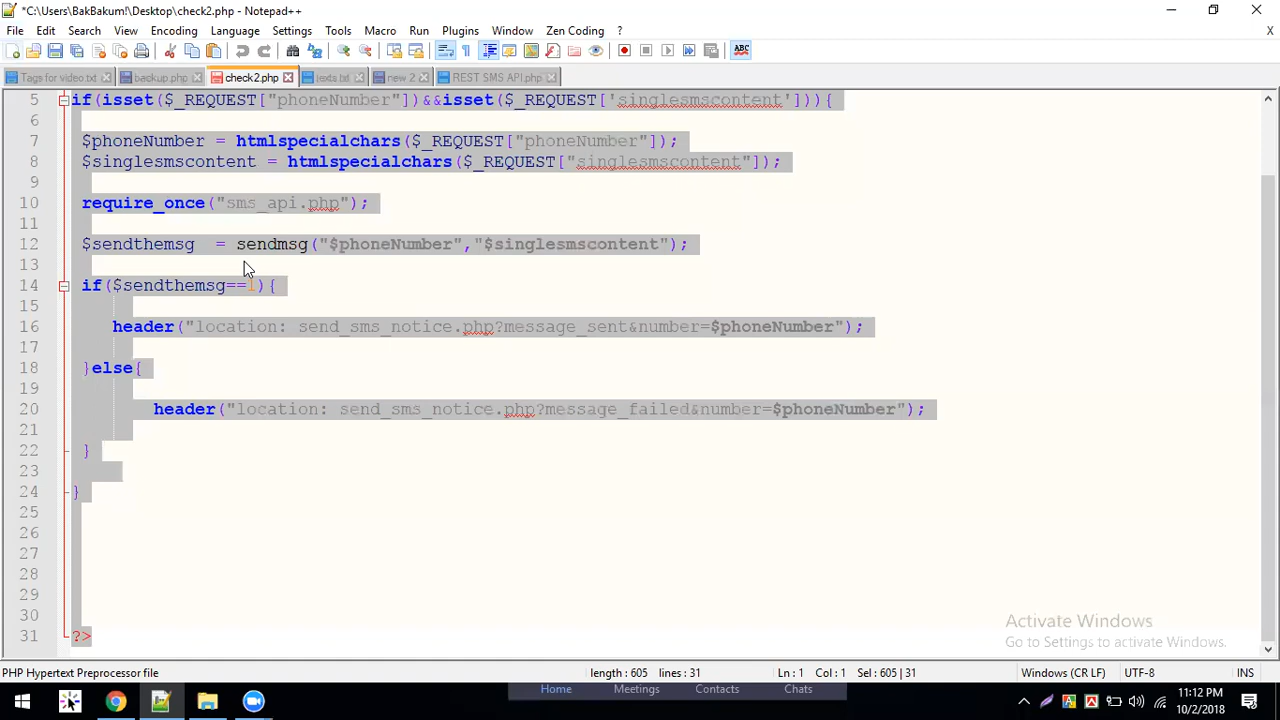 *C:\Users\BakBakum!\Desktop\check2.php - Notepad++
File Edit Search View Encoding Language Settings Tools Macro Run Plugins Window Zen Coding ? X
ABC
Tags for video.txt backup.php check2.php texts.txt new 2 REST SMS API.php
5 if(isset($_REQUEST["phoneNumber"])&&isset($_REQUEST['singlesmscontent'])){
6
7 $phoneNumber = htmlspecialchars($_REQUEST["phoneNumber"]);
8 $singlesmscontent = htmlspecialchars($_REQUEST["singlesmscontent"]);
9
10 require_once("sms_api.php");
11
12 $sendthemsg = sendmsg("$phoneNumber","$singlesmscontent");
13
14 if($sendthemsg==1){
15
16 header("location: send_sms_notice.php?message_sent&number=$phoneNumber");
17
18 }else{
19
20 header("location: send_sms_notice.php?message_failed&number=$phoneNumber");
21
22 }
23
24 }
25
26
27
28
29
30
31 ?>
Activate Windows
Go to Settings to activate Windows.
PHP Hypertext Preprocessor file length : 605 lines : 31 Ln : 1 Col : 1 Sel : 605 | 31 Windows (CR LF) UTF-8 INS
Home Meetings Contacts Chats
11:12 PM
10/2/2018